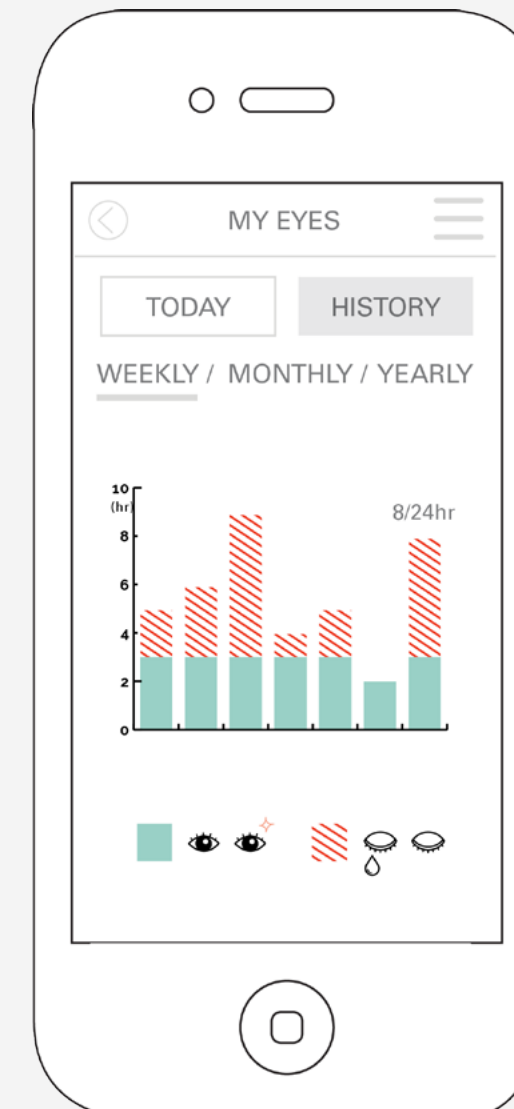 MY EYES
TODAY HISTORY
WEEKLY / MONTHLY / YEARLY
10
(hr)
8/24hr
8
6
4
2
0